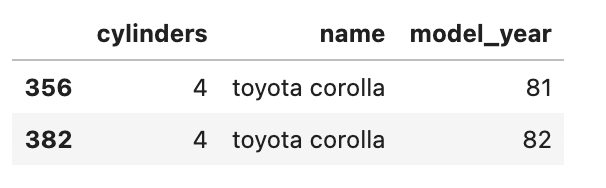 cylinders name model_year
356 4 toyota corolla 81
382 4 toyota corolla 82